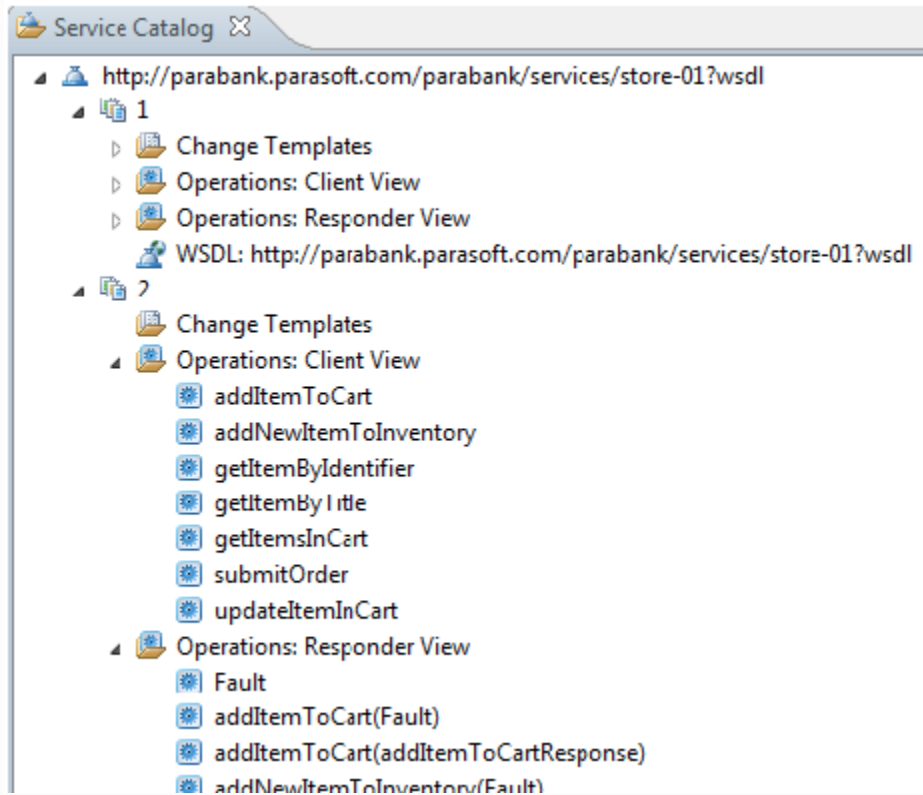 Service Catalog
http://parabank.parasoft.com/parabank/services/store-01?wsdl
1
Change Templates
Operations: Client View
Operations: Responder View
WSDL: http://parabank.parasoft.com/parabank/services/store-01?wsdl
2
Change Templates
Operations: Client View
addItemToCart
addNewItemToInventory
getItemByIdentifier
getItemByTitle
getItemsInCart
submitOrder
updateItemInCart
Operations: Responder View
Fault
addItemToCart(Fault)
addItemToCart(addItemToCartResponse)
addNewItemToInventory(Fault)